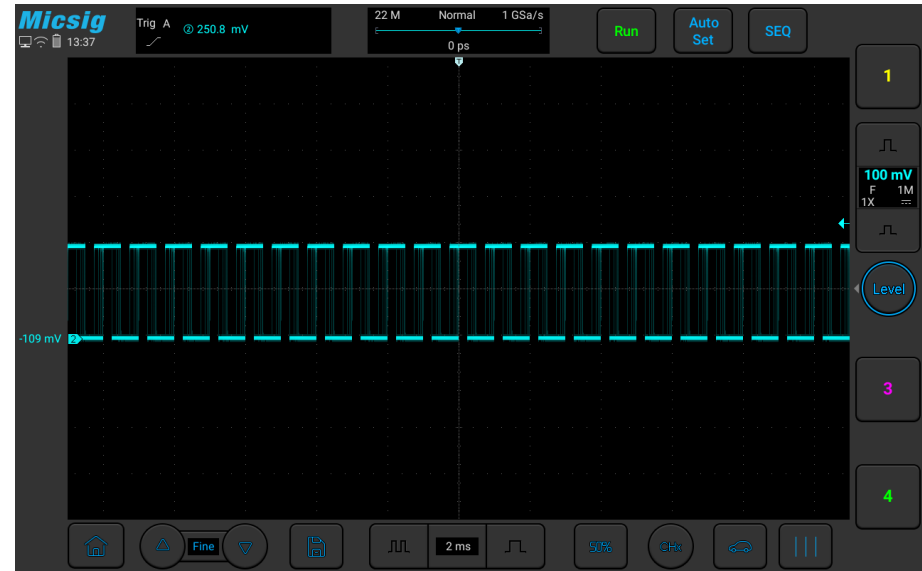 Micsig
13:37
Trig A
② 250.8 mV
22 M Normal 1 GSa/s
0 ps
Run
Auto
Set
SEQ
T
1
100 mV
F 1M
1X
Level
-109 mV 2
3
4
Fine
2 ms
50%
CHx